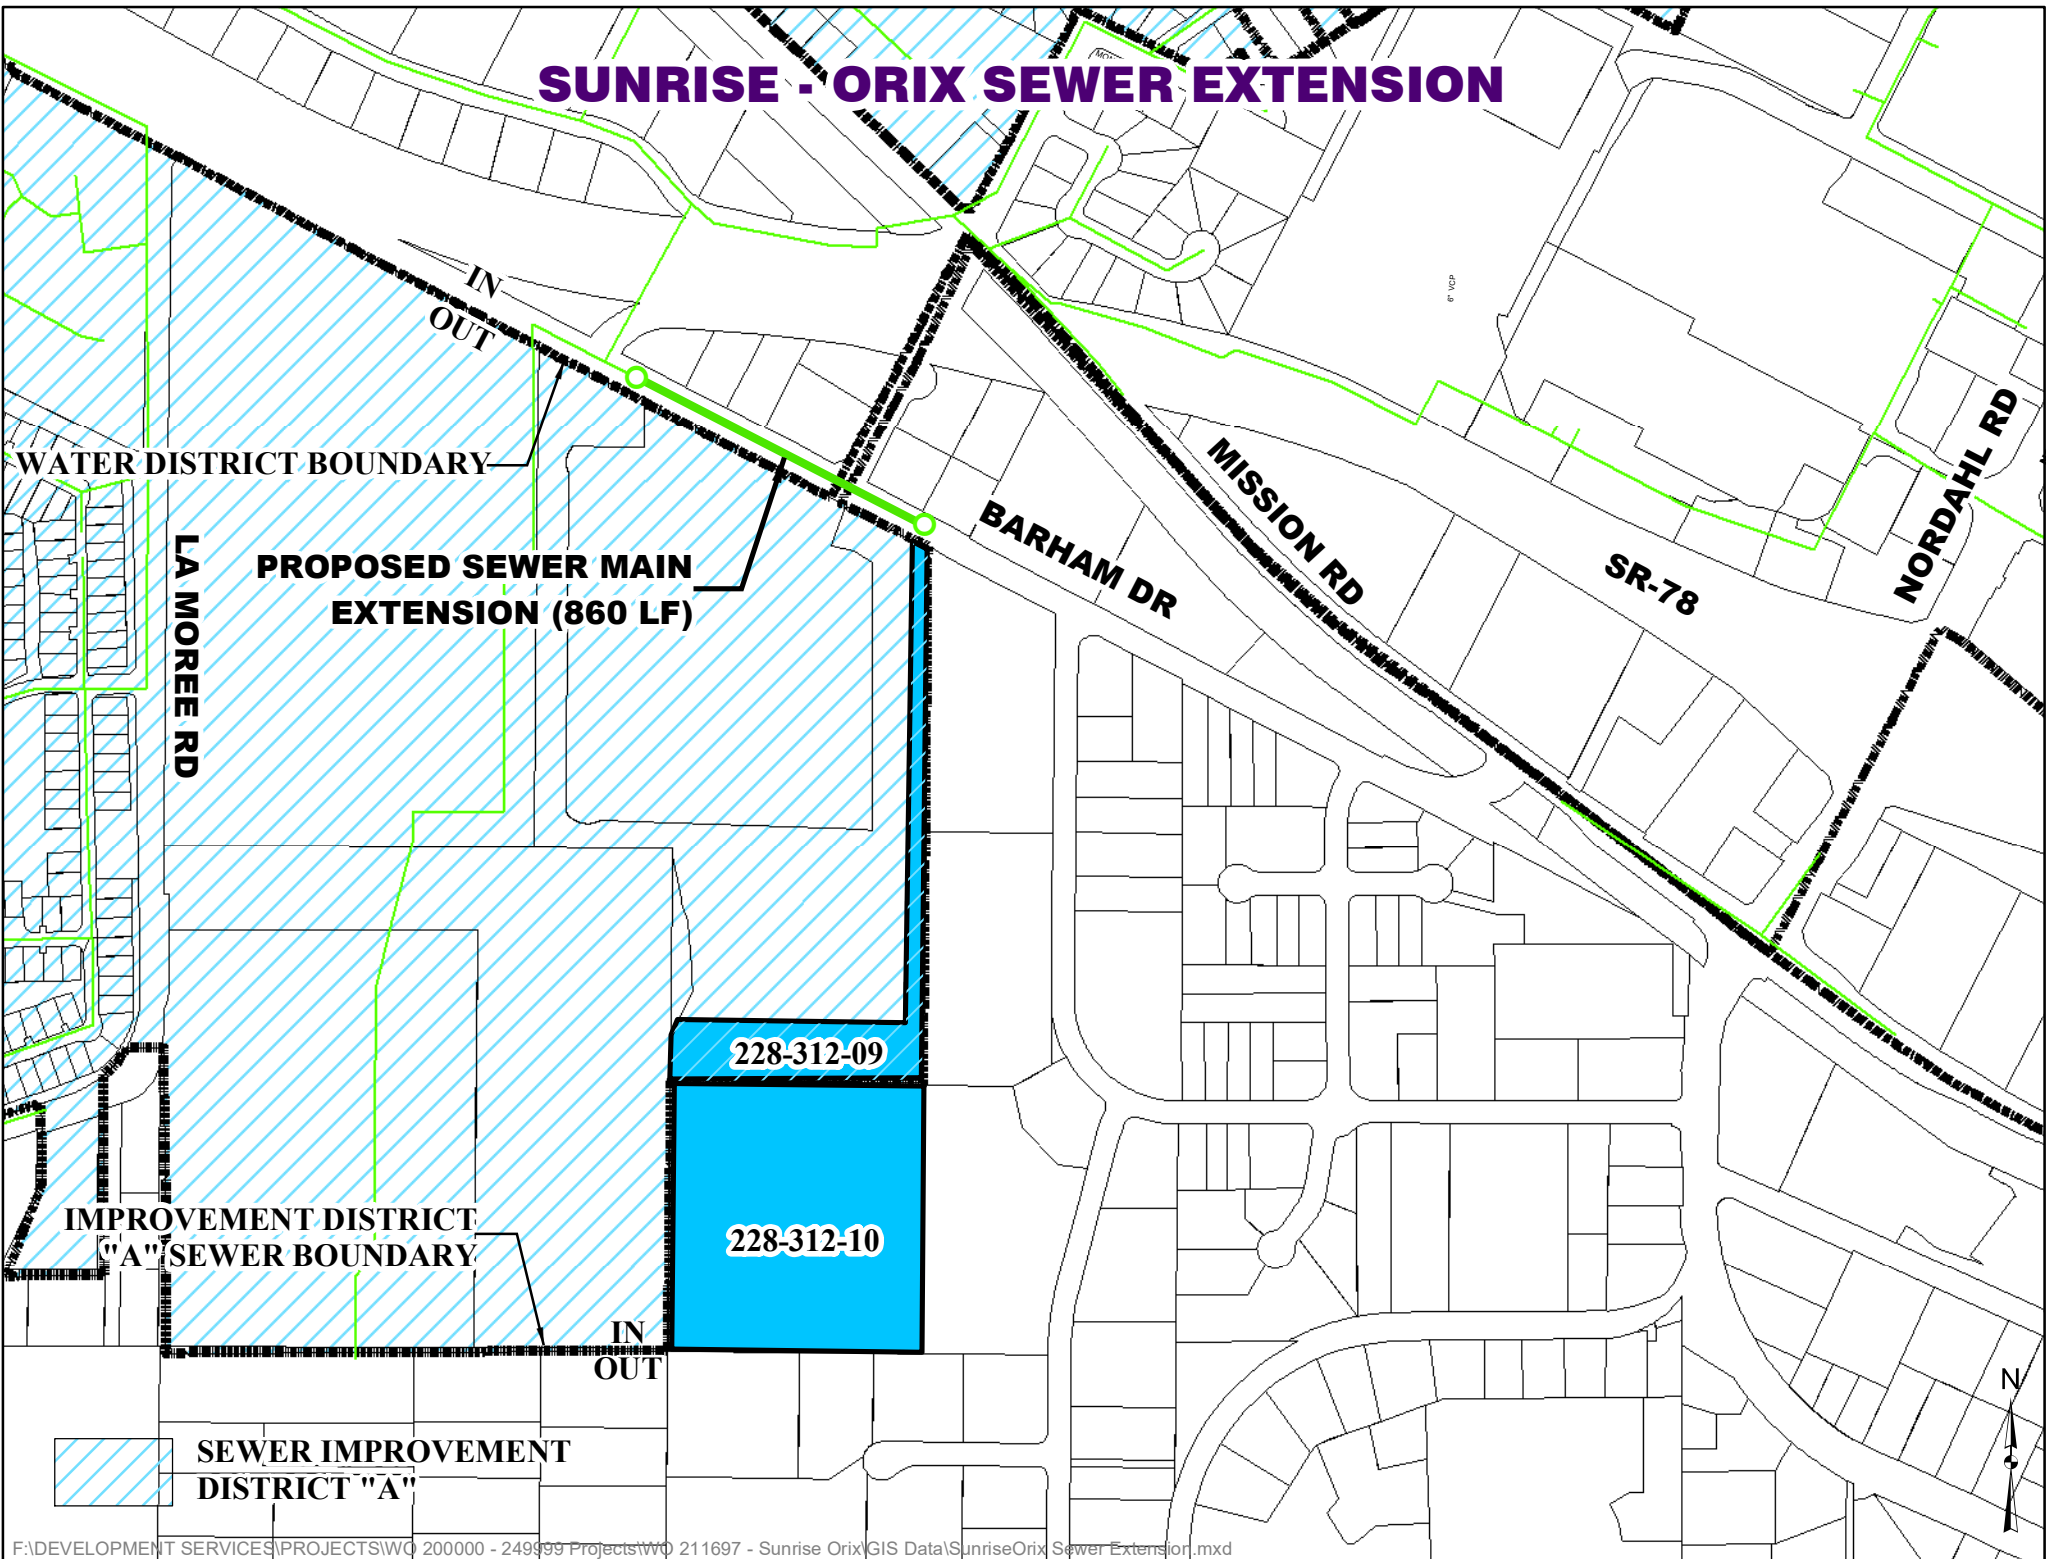 SUNRISE - ORIX SEWER EXTENSION
6" VCP
IN
OUT
WATER DISTRICT BOUNDARY
NORDAHL RD
MISSION RD
BARHAM DR
SR-78
LA MOREE RD
PROPOSED SEWER MAIN
EXTENSION (860 LF)
228-312-09
228-312-10
IMPROVEMENT DISTRICT
"A" SEWER BOUNDARY
IN
OUT
N
SEWER IMPROVEMENT
DISTRICT "A"
F:\DEVELOPMENT SERVICES\PROJECTS\WO 200000 - 249999 Projects\WO 211697 - Sunrise Orix\GIS Data\SunriseOrix Sewer Extension.mxd